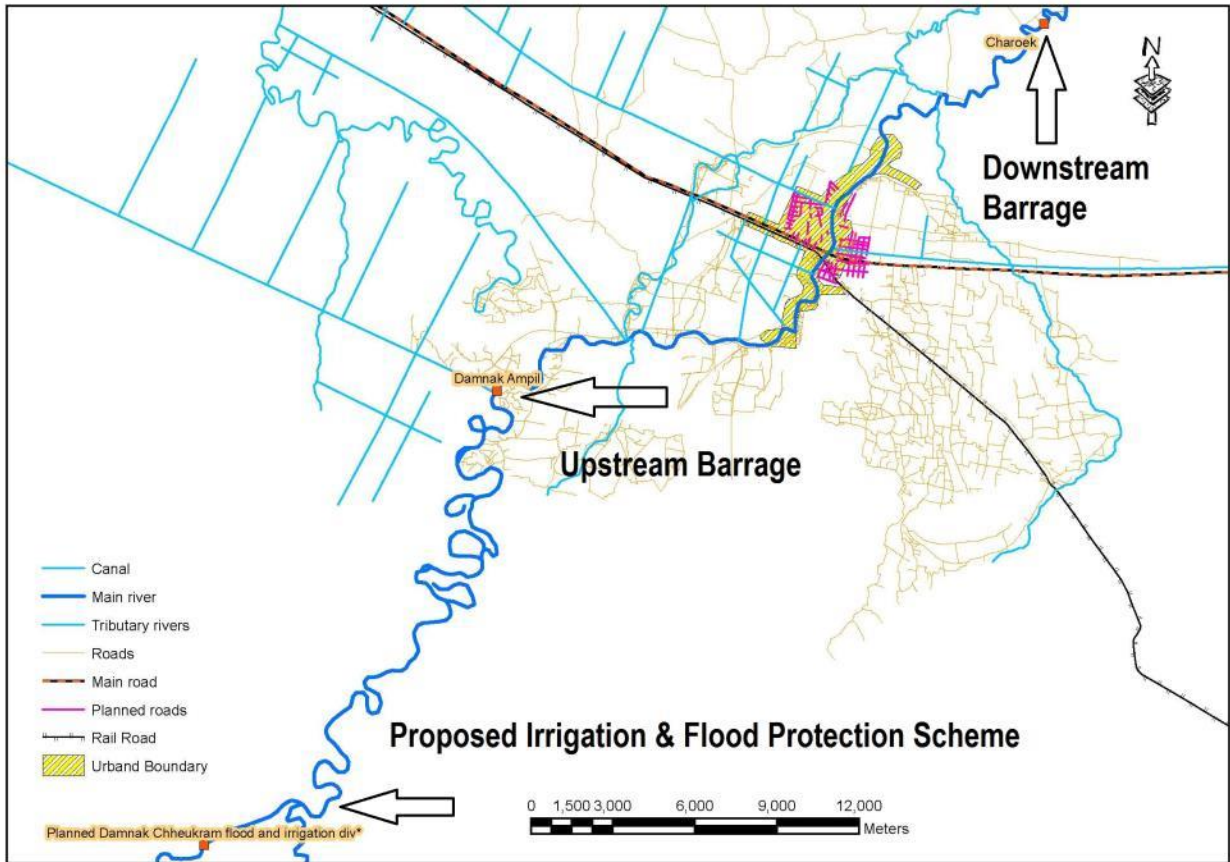 Charoek
N
Downstream
Barrage
Damnak Ampil
Upstream Barrage
Canal
Main river
Tributary rivers
Roads
Main road
Planned roads
Rail Road
Urband Boundary
Proposed Irrigation & Flood Protection Scheme
0 1,500 3,000 6,000 9,000 12,000
Meters
Planned Damnak Chheukram flood and irrigation div*